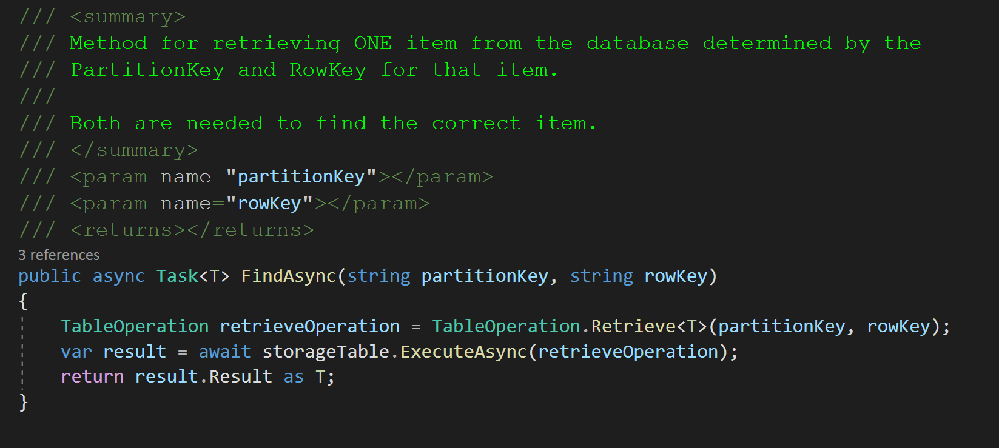 /// <summary>
/// Method for retrieving ONE item from the database determined by the
/// PartitionKey and RowKey for that item.
///
/// Both are needed to find the correct item.
/// </summary>
/// <param name="partitionKey"></param>
/// <param name="rowKey"></param>
/// <returns></returns>
3 references
public async Task<T> FindAsync(string partitionKey, string rowKey)
{
    TableOperation retrieveOperation = TableOperation.Retrieve<T>(partitionKey, rowKey);
    var result = await storageTable.ExecuteAsync(retrieveOperation);
    return result.Result as T;
}